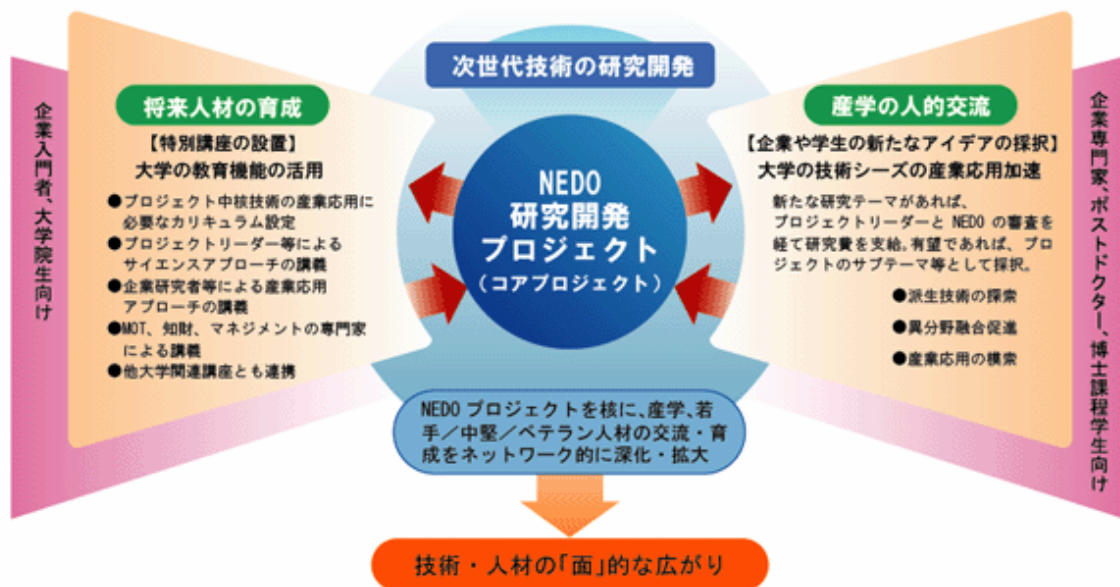 次世代技術の研究開発
企業入門者、大学院生向け
将来人材の育成
【特別講座の設置】
大学の教育機能の活用
●プロジェクト中核技術の産業応用に
必要なカリキュラム設定
●プロジェクトリーダー等による
サイエンスアプローチの講義
●企業研究者等による産業応用
アプローチの講義
●MOT、知財、マネジメントの専門家
による講義
●他大学関連講座とも連携
NEDO
研究開発
プロジェクト
(コアプロジェクト)
産学の人的交流
【企業や学生の新たなアイデアの採択】
大学の技術シーズの産業応用加速
新たな研究テーマがあれば、
プロジェクトリーダーと NEDO の審査を
経て研究費を支給。有望であれば、プロ
ジェクトのサブテーマ等として採択。
●派生技術の探索
●異分野融合促進
●産業応用の模索
企業専門家、ポストドクター、博士課程学生向け
NEDO プロジェクトを核に、産学、若
手／中堅／ベテラン人材の交流・育
成をネットワーク的に深化・拡大
技術・人材の「面」的な広がり